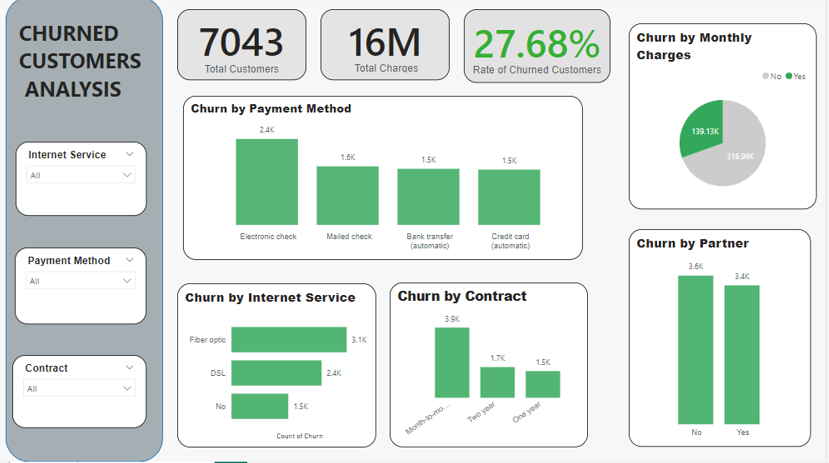 CHURNED
CUSTOMERS
ANALYSIS
Internet Service
All
Payment Method
All
Contract
All
7043
Total Customers
16M
Total Charges
27.68%
Rate of Churned Customers
Churn by Payment Method
2.4K
1.6K
1.5K
1.5K
Electronic check
Mailed check
Bank transfer
(automatic)
Credit card
(automatic)
Churn by Internet Service
Fiber optic
3.1K
DSL
2.4K
No
1.5K
Count of Churn
Churn by Contract
3.9K
1.7K
1.5K
Month-to-mo...
Two year
One year
Churn by Monthly
Charges
No Yes
139.13K
316.99K
Churn by Partner
3.6K
3.4K
No
Yes